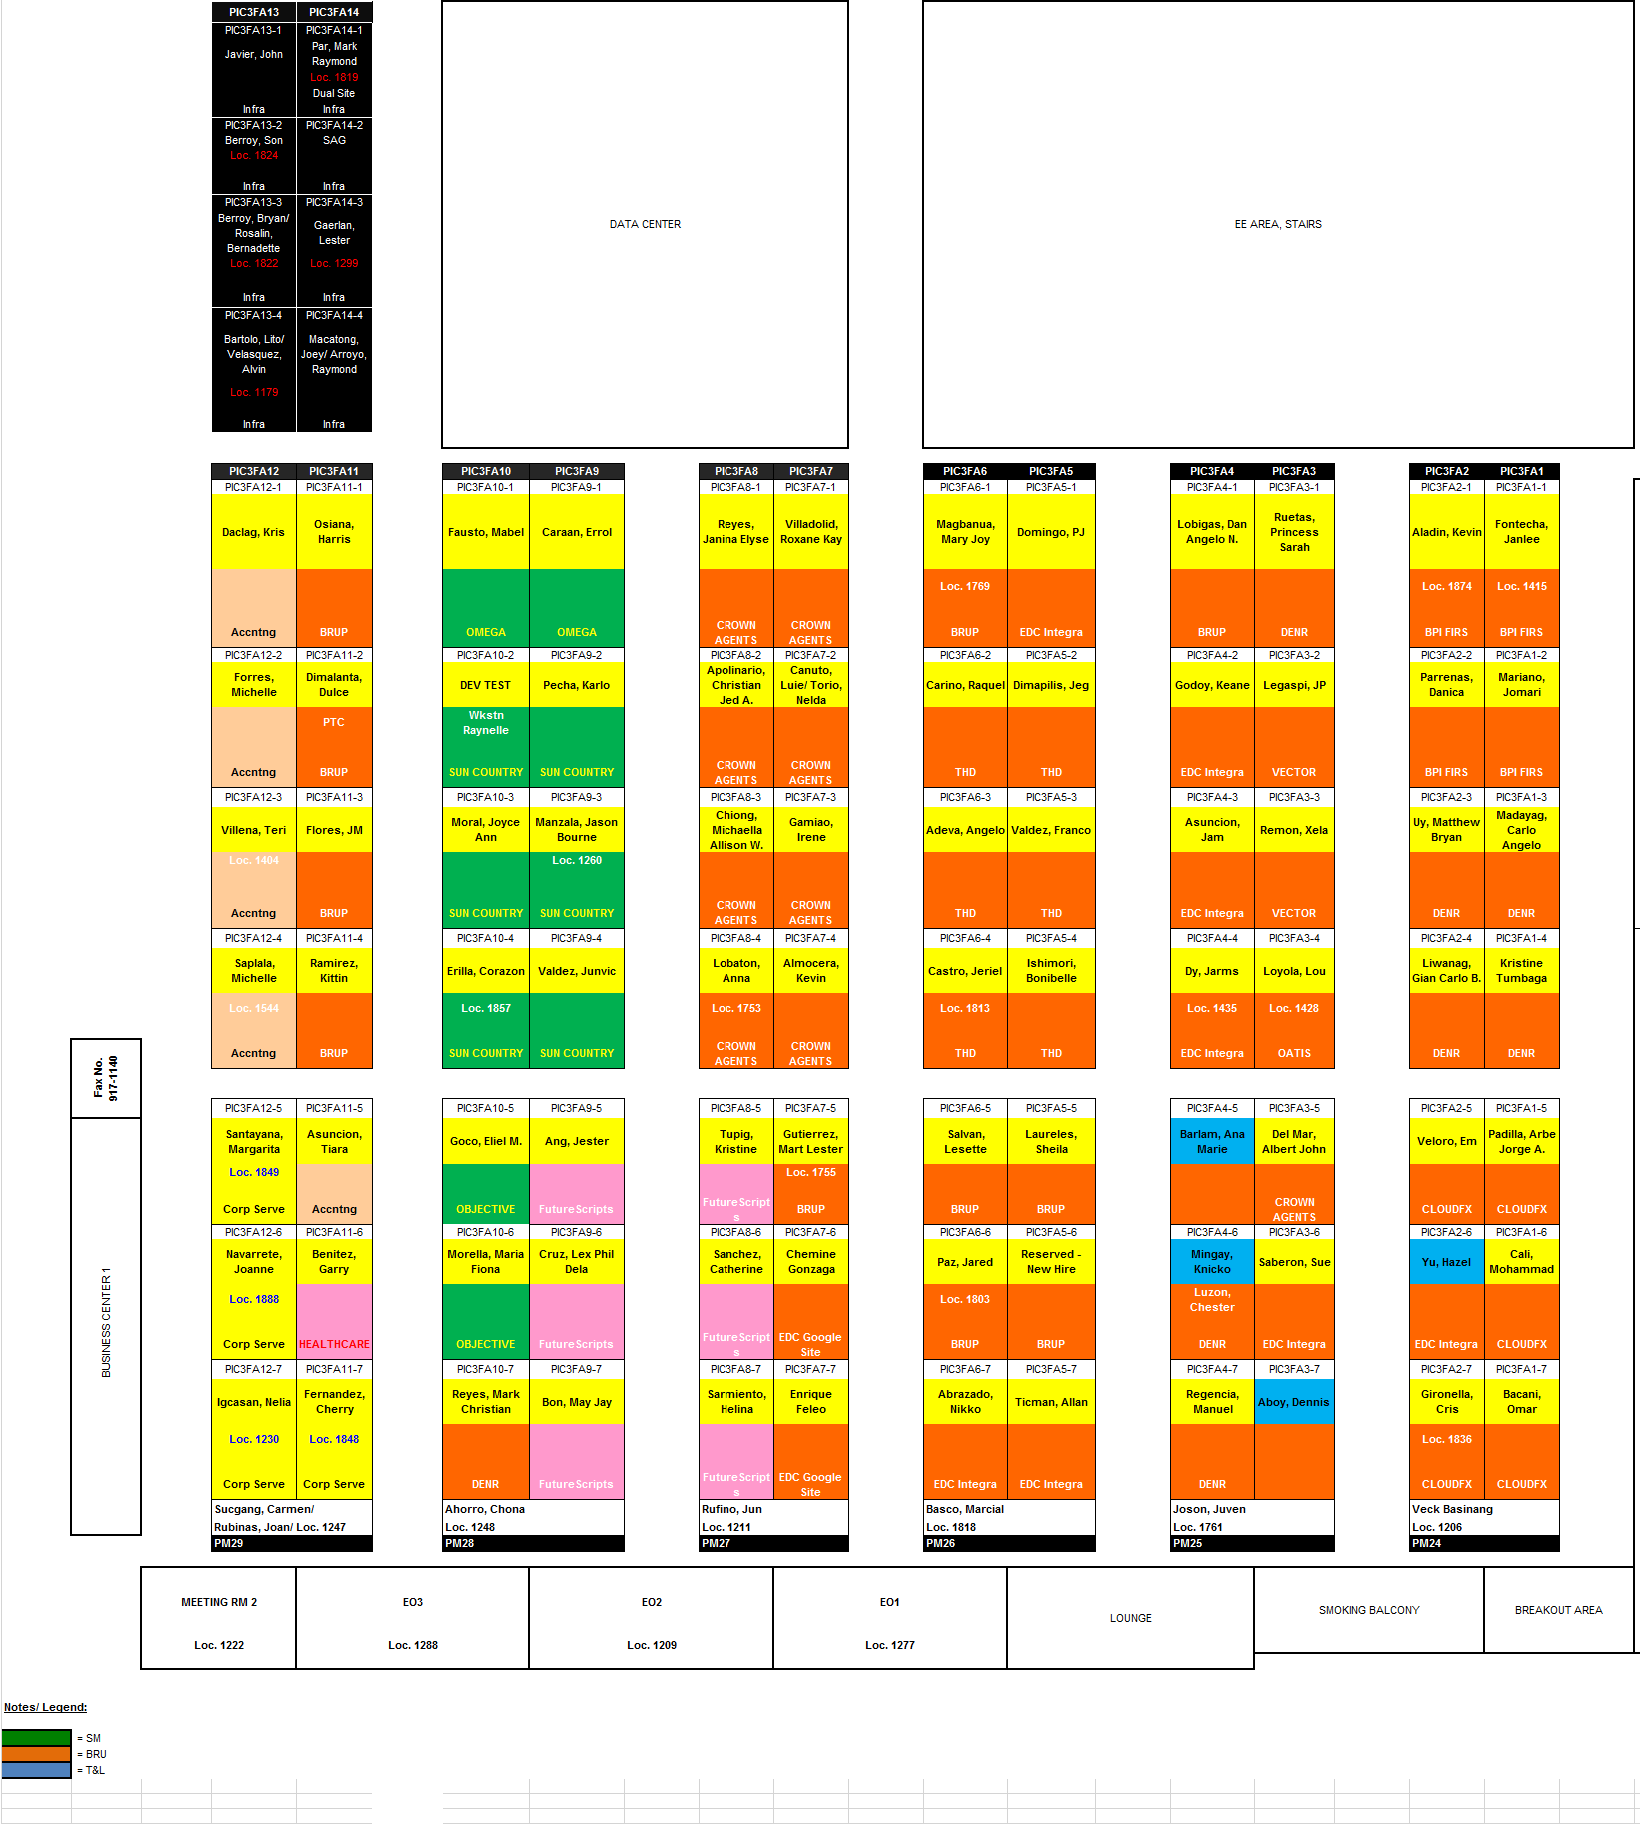 PIC3FA13 PIC3FA14
PIC3FA13-1 PIC3FA14-1
Javier, John
Par, Mark
Raymond
Loc. 1819
Dual Site
Infra Infra
PIC3FA13-2 PIC3FA14-2
Berroy, Son SAG
Loc. 1824
Infra Infra
PIC3FA13-3 PIC3FA14-3
Berroy, Bryan/
Rosalin,
Bernadette
Gaerlan,
Lester
Loc. 1822 Loc. 1299
Infra Infra
PIC3FA13-4 PIC3FA14-4
Bartolo, Lito/
Velasquez,
Alvin
Macatong,
Joey/ Arroyo,
Raymond
Loc. 1179
Infra Infra
DATA CENTER
EE AREA, STAIRS
PIC3FA12 PIC3FA11
PIC3FA12-1 PIC3FA11-1
Daclag, Kris
Osiana,
Harris
Accntng BRUP
PIC3FA12-2 PIC3FA11-2
Forres,
Michelle
Dimalanta,
Dulce
PTC
Accntng BRUP
PIC3FA12-3 PIC3FA11-3
Villena, Teri Flores, JM
Loc. 1404
Accntng BRUP
PIC3FA12-4 PIC3FA11-4
Saplala,
Michelle
Ramirez,
Kittin
Loc. 1544
Accntng BRUP
PIC3FA10 PIC3FA9
PIC3FA10-1 PIC3FA9-1
Fausto, Mabel Caraan, Errol
OMEGA OMEGA
PIC3FA10-2 PIC3FA9-2
DEV TEST Pecha, Karlo
Wkstn
Raynelle
SUN COUNTRY SUN COUNTRY
PIC3FA10-3 PIC3FA9-3
Moral, Joyce
Ann
Manzala, Jason
Bourne
Loc. 1260
SUN COUNTRY SUN COUNTRY
PIC3FA10-4 PIC3FA9-4
Erilla, Corazon Valdez, Junvic
Loc. 1857
SUN COUNTRY SUN COUNTRY
PIC3FA8 PIC3FA7
PIC3FA8-1 PIC3FA7-1
Reyes,
Janina Elyse
Villadolid,
Roxane Kay
CROWN
AGENTS
CROWN
AGENTS
PIC3FA8-2 PIC3FA7-2
Apolinario,
Christian
Jed A.
Canuto,
Luie/ Torio,
Nelda
CROWN
AGENTS
CROWN
AGENTS
PIC3FA8-3 PIC3FA7-3
Chiong,
Michaella
Allison W.
Gamiao,
Irene
CROWN
AGENTS
CROWN
AGENTS
PIC3FA8-4 PIC3FA7-4
Lobaton,
Anna
Almocera,
Kevin
Loc. 1753
CROWN
AGENTS
CROWN
AGENTS
PIC3FA6 PIC3FA5
PIC3FA6-1 PIC3FA5-1
Magbanua,
Mary Joy
Domingo, PJ
Loc. 1769
BRUP EDC Integra
PIC3FA6-2 PIC3FA5-2
Carino, Raquel Dimapilis, Jeg
THD THD
PIC3FA6-3 PIC3FA5-3
Adeva, Angelo Valdez, Franco
THD THD
PIC3FA6-4 PIC3FA5-4
Castro, Jeriel
Ishimori,
Bonibelle
Loc. 1813
THD THD
PIC3FA4 PIC3FA3
PIC3FA4-1 PIC3FA3-1
Lobigas, Dan
Angelo N.
Ruetas,
Princess
Sarah
BRUP DENR
PIC3FA4-2 PIC3FA3-2
Godoy, Keane Legaspi, JP
EDC Integra VECTOR
PIC3FA4-3 PIC3FA3-3
Asuncion,
Jam
Remon, Xela
EDC Integra VECTOR
PIC3FA4-4 PIC3FA3-4
Dy, Jarms Loyola, Lou
Loc. 1435 Loc. 1428
EDC Integra OATIS
PIC3FA2 PIC3FA1
PIC3FA2-1 PIC3FA1-1
Aladin, Kevin
Fontecha,
Janlee
Loc. 1874 Loc. 1415
BPI FIRS BPI FIRS
PIC3FA2-2 PIC3FA1-2
Parrenas,
Danica
Mariano,
Jomari
BPI FIRS BPI FIRS
PIC3FA2-3 PIC3FA1-3
Uy, Matthew
Bryan
Madayag,
Carlo
Angelo
DENR DENR
PIC3FA2-4 PIC3FA1-4
Liwanag,
Gian Carlo B.
Kristine
Tumbaga
DENR DENR
Fax No.
917-1140
BUSINESS CENTER 1
PIC3FA12-5 PIC3FA11-5
Santayana,
Margarita
Asuncion,
Tiara
Loc. 1849
Corp Serve Accntng
PIC3FA12-6 PIC3FA11-6
Navarrete,
Joanne
Benitez,
Garry
Loc. 1888
Corp Serve HEALTHCARE
PIC3FA12-7 PIC3FA11-7
Igcasan, Nelia
Fernandez,
Cherry
Loc. 1230 Loc. 1848
Corp Serve Corp Serve
Sucgang, Carmen/
Rubinas, Joan/ Loc. 1247
PM29
PIC3FA10-5 PIC3FA9-5
Goco, Eliel M. Ang, Jester
OBJECTIVE FutureScripts
PIC3FA10-6 PIC3FA9-6
Morella, Maria
Fiona
Cruz, Lex Phil
Dela
OBJECTIVE FutureScripts
PIC3FA10-7 PIC3FA9-7
Reyes, Mark
Christian
Bon, May Jay
DENR FutureScripts
Ahorro, Chona
Loc. 1248
PM28
PIC3FA8-5 PIC3FA7-5
Tupig,
Kristine
Gutierrez,
Mart Lester
Loc. 1755
FutureScript
s
BRUP
PIC3FA8-6 PIC3FA7-6
Sanchez,
Catherine
Chemine
Gonzaga
FutureScript
s
EDC Google
Site
PIC3FA8-7 PIC3FA7-7
Sarmiento,
Helina
Enrique
Feleo
FutureScript
s
EDC Google
Site
Rufino, Jun
Loc. 1211
PM27
PIC3FA6-5 PIC3FA5-5
Salvan,
Lesette
Laureles,
Sheila
BRUP BRUP
PIC3FA6-6 PIC3FA5-6
Paz, Jared
Reserved -
New Hire
Loc. 1803
BRUP BRUP
PIC3FA6-7 PIC3FA5-7
Abrazado,
Nikko
Ticman, Allan
EDC Integra EDC Integra
Basco, Marcial
Loc. 1818
PM26
PIC3FA4-5 PIC3FA3-5
Barlam, Ana
Marie
Del Mar,
Albert John
CROWN
AGENTS
PIC3FA4-6 PIC3FA3-6
Mingay,
Knicko
Saberon, Sue
Luzon,
Chester
DENR EDC Integra
PIC3FA4-7 PIC3FA3-7
Regencia,
Manuel
Aboy, Dennis
DENR
Joson, Juven
Loc. 1761
PM25
PIC3FA2-5 PIC3FA1-5
Veloro, Em
Padilla, Arbe
Jorge A.
CLOUDFX CLOUDFX
PIC3FA2-6 PIC3FA1-6
Yu, Hazel
Cali,
Mohammad
EDC Integra CLOUDFX
PIC3FA2-7 PIC3FA1-7
Gironella,
Cris
Bacani,
Omar
Loc. 1836
CLOUDFX CLOUDFX
Veck Basinang
Loc. 1206
PM24
MEETING RM 2
Loc. 1222
EO3
Loc. 1288
EO2
Loc. 1209
EO1
Loc. 1277
LOUNGE
SMOKING BALCONY
BREAKOUT AREA
Notes/ Legend:
= SM
= BRU
= T&L